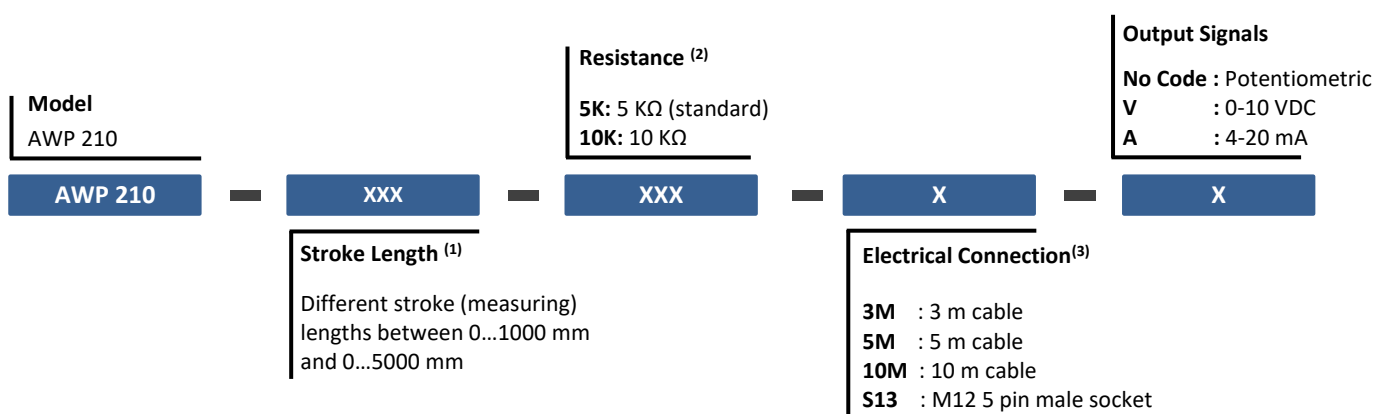 Model
AWP 210
Resistance (2)
5K: 5 KΩ (standard)
10K: 10 KΩ
Output Signals
No Code : Potentiometric
V : 0-10 VDC
A : 4-20 mA
AWP 210 - XXX - XXX - X - X
Stroke Length (1)
Different stroke (measuring)
lengths between 0...1000 mm
and 0...5000 mm
Electrical Connection(3)
3M : 3 m cable
5M : 5 m cable
10M : 10 m cable
S13 : M12 5 pin male socket